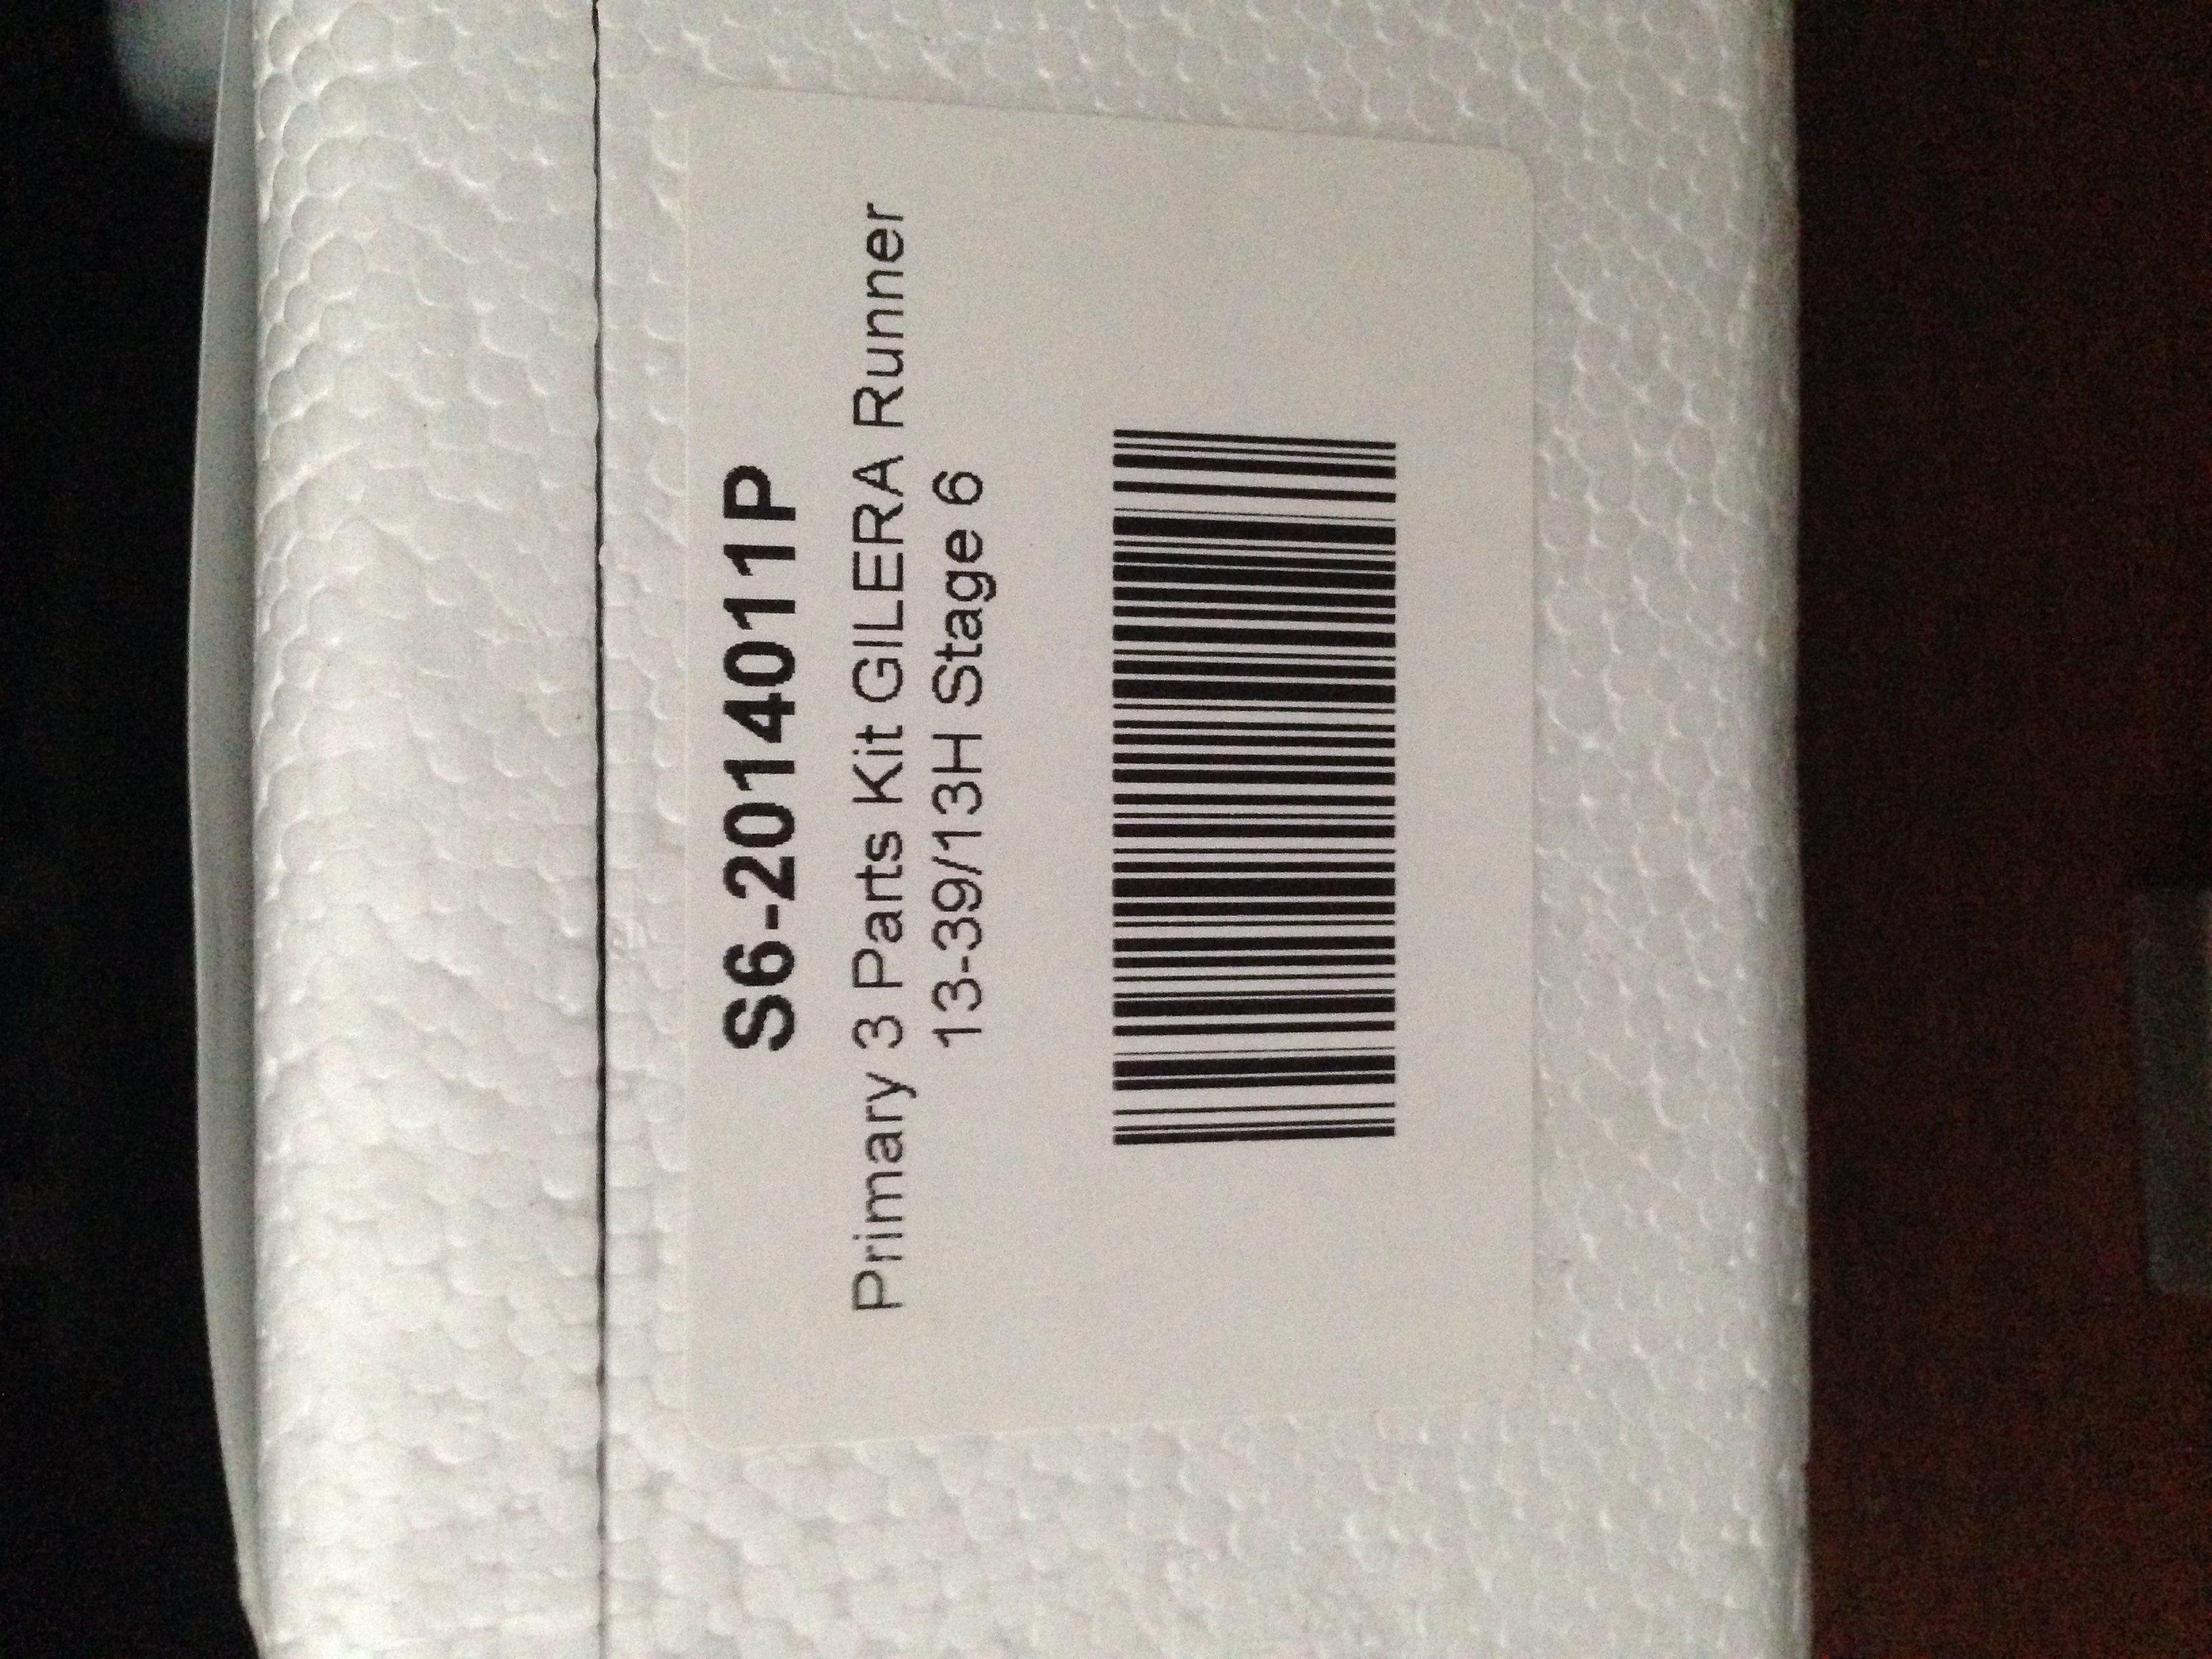 S6-2014011P
Primary 3 Parts Kit GILERA Runner
13-39/13H Stage 6